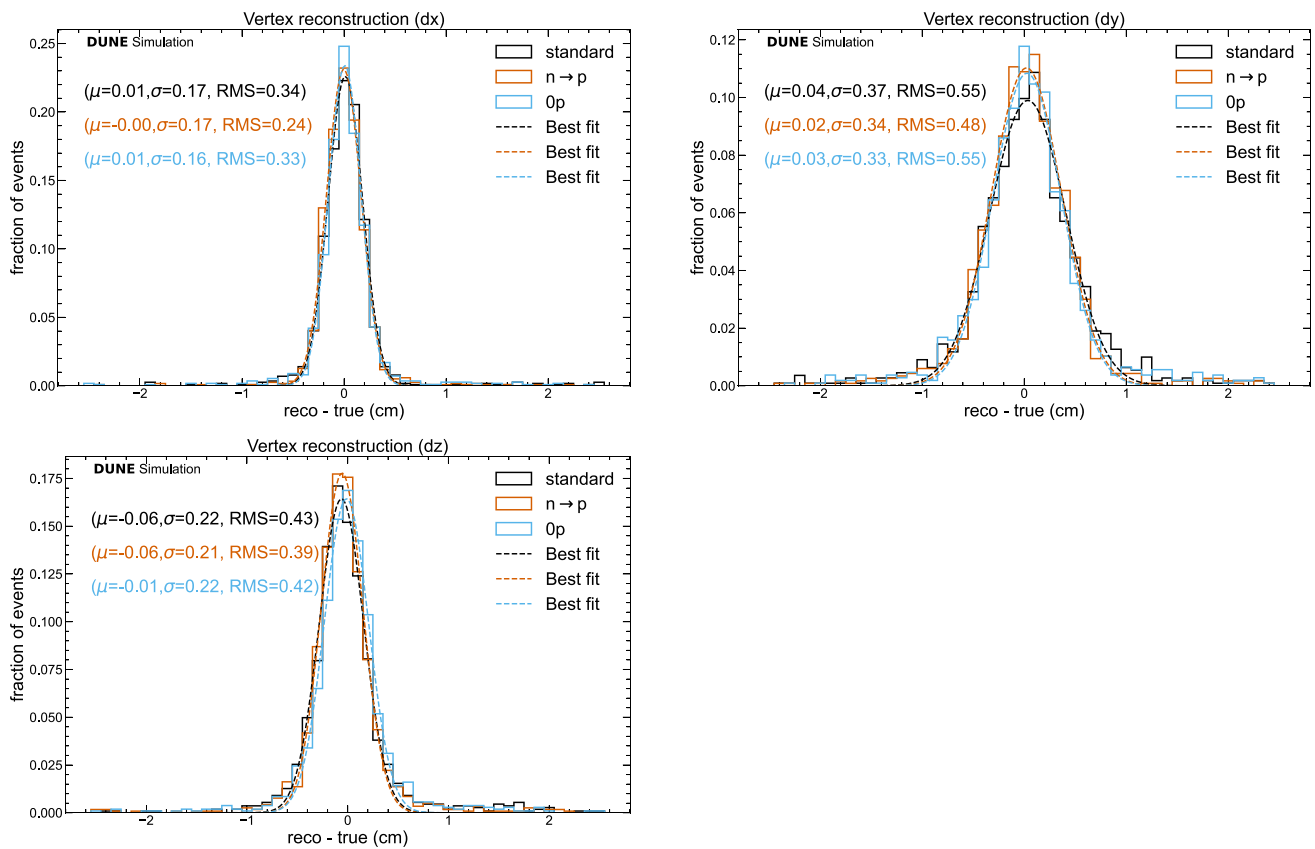 Vertex reconstruction (dx)
DUNE Simulation
(μ=0.01,σ=0.17, RMS=0.34)
(μ=-0.00,σ=0.17, RMS=0.24)
(μ=0.01,σ=0.16, RMS=0.33)
standard
n → p
0p
Best fit
Best fit
Best fit
fraction of events
0.25
0.20
0.15
0.10
0.05
0.00
−2
−1
0
1
2
reco - true (cm)
Vertex reconstruction (dy)
DUNE Simulation
(μ=0.04,σ=0.37, RMS=0.55)
(μ=0.02,σ=0.34, RMS=0.48)
(μ=0.03,σ=0.33, RMS=0.55)
standard
n → p
0p
Best fit
Best fit
Best fit
fraction of events
0.12
0.10
0.08
0.06
0.04
0.02
0.00
−2
−1
0
1
2
reco - true (cm)
Vertex reconstruction (dz)
DUNE Simulation
(μ=-0.06,σ=0.22, RMS=0.43)
(μ=-0.06,σ=0.21, RMS=0.39)
(μ=-0.01,σ=0.22, RMS=0.42)
standard
n → p
0p
Best fit
Best fit
Best fit
fraction of events
0.175
0.150
0.125
0.100
0.075
0.050
0.025
0.000
−2
−1
0
1
2
reco - true (cm)